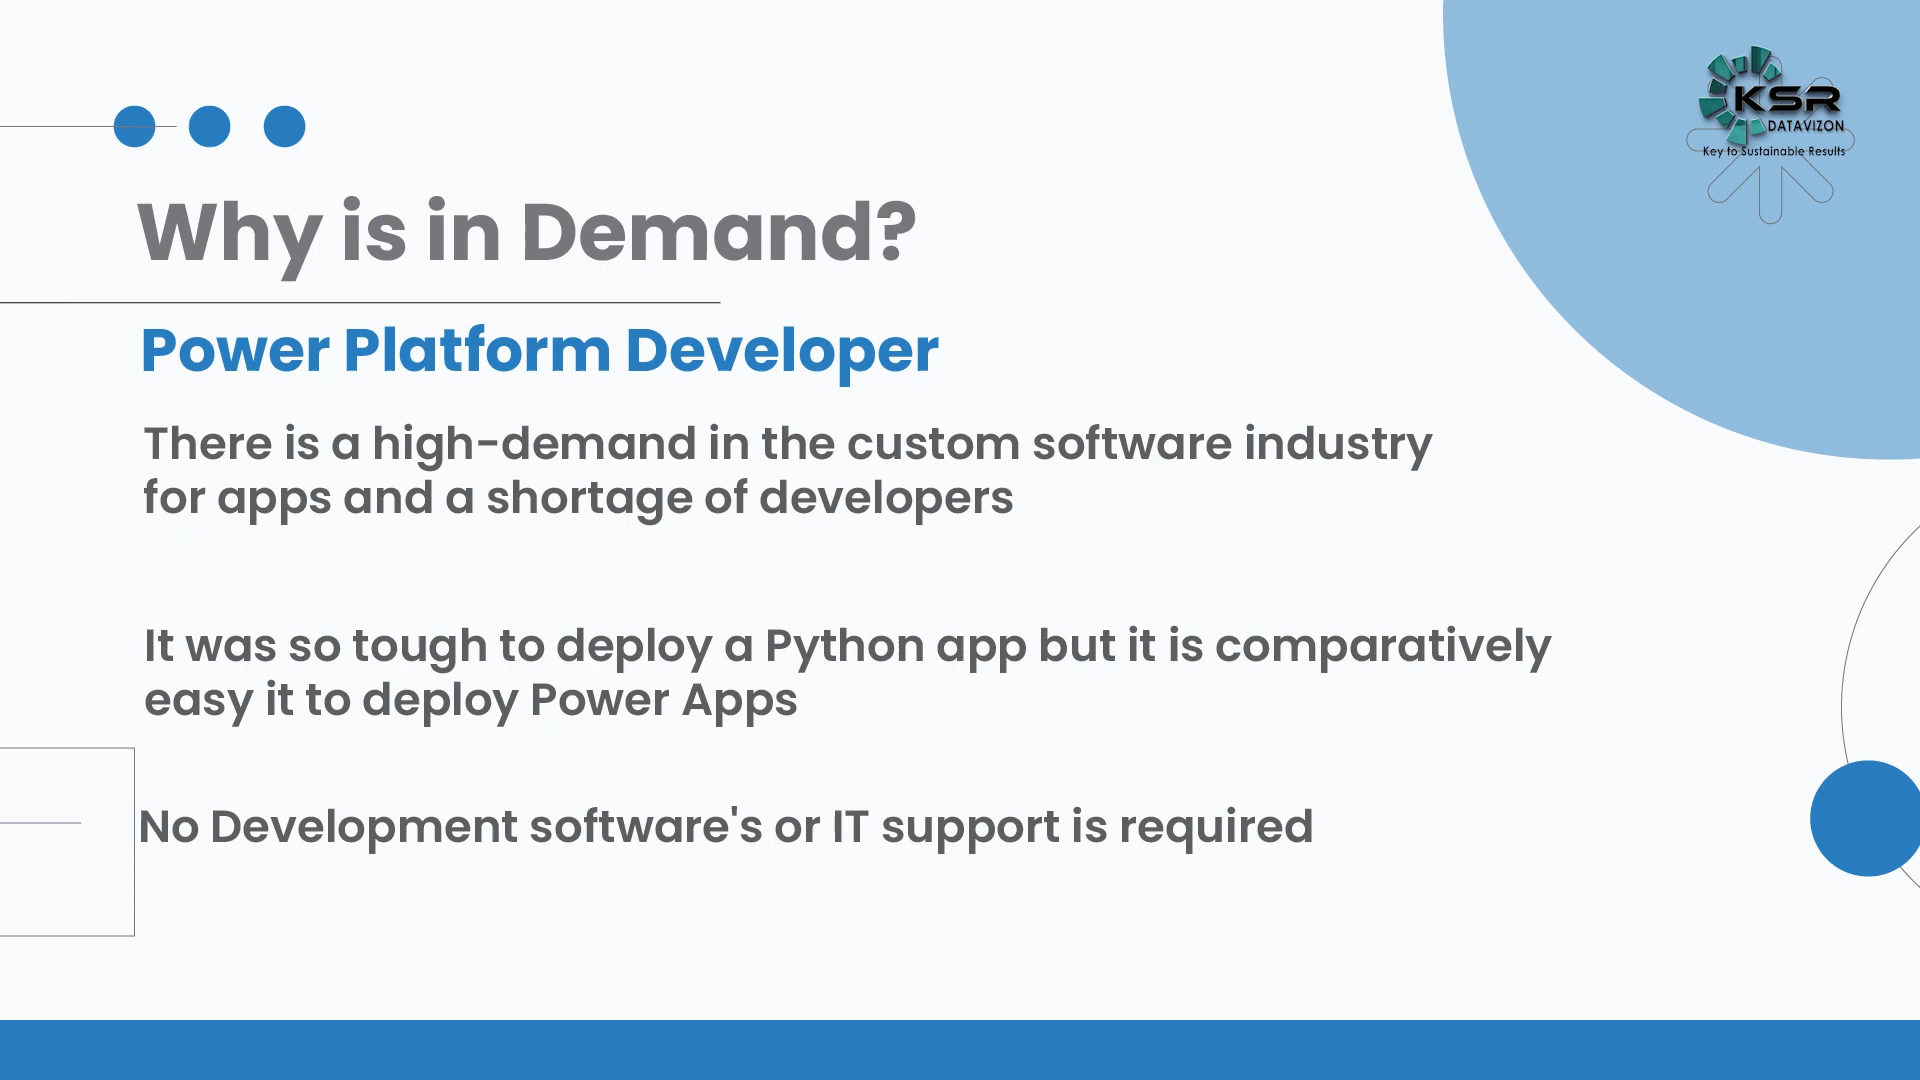 KSR
DATAVIZON
Key to Sustainable Results
Why is in Demand?
Power Platform Developer
There is a high-demand in the custom software industry
for apps and a shortage of developers
It was so tough to deploy a Python app but it is comparatively
easy it to deploy Power Apps
No Development software's or IT support is required